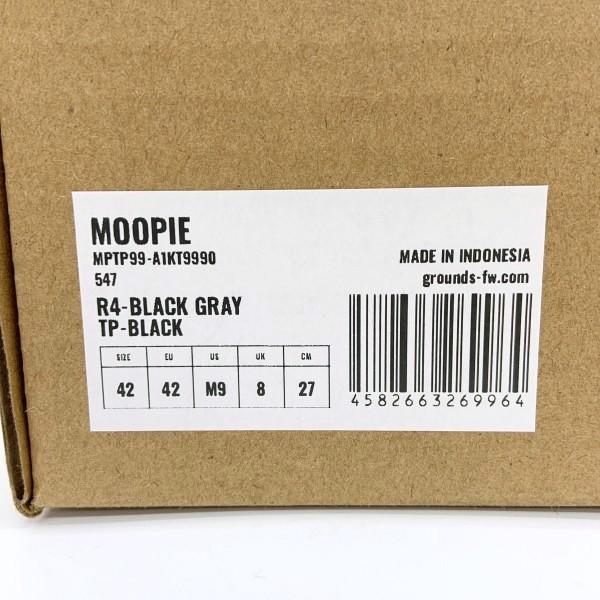 MOOPIE
MPTP99-A1KT9990
547
R4-BLACK GRAY
TP-BLACK
SIZE EU US UK CM
42 42 M9 8 27
MADE IN INDONESIA
grounds-fw.com
4582663269964